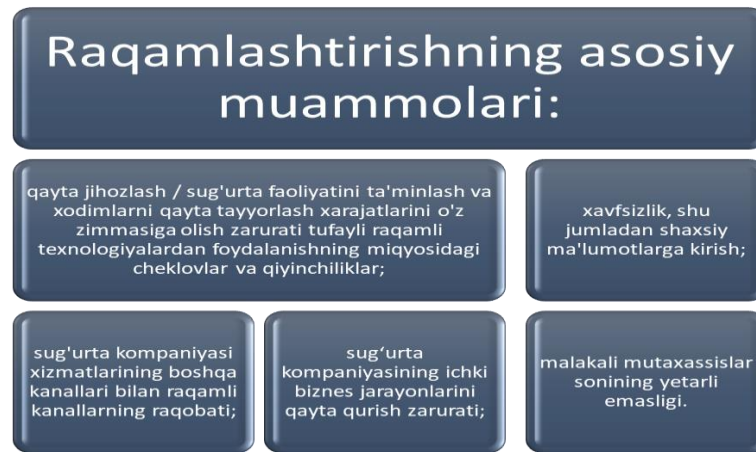 Raqamlashtirishning asosiy
muammolari:
qayta jihozlash / sug'urta faoliyatini ta'minlash va
xodimlarni qayta tayyorlash xarajatlarini o'z
zimmasiga olish zarurati tufayli raqamli
texnologiyalardan foydalanishning miqyosidagi
cheklovlar va qiyinchiliklar;
xavfsizlik, shu
jumladan shaxsiy
ma'lumotlarga kirish;
sug'urta kompaniyasi
xizmatlarining boshqa
kanallari bilan raqamli
kanallarning raqobati;
sug‘urta
kompaniyasining ichki
biznes jarayonlarini
qayta qurish zarurati;
malakali mutaxassislar
sonining yetarli
emasligi.